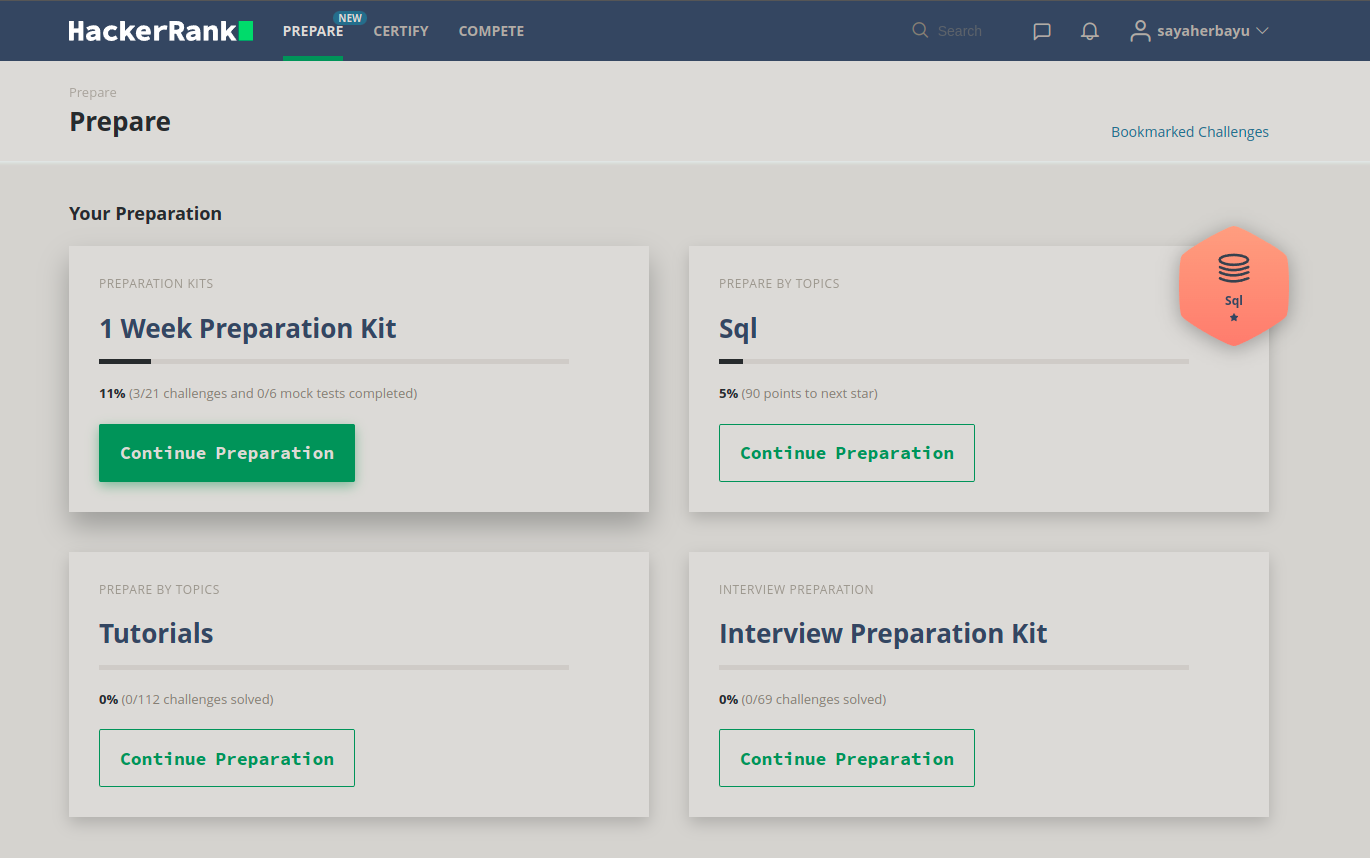 HackerRank
PREPARE
NEW
CERTIFY
COMPETE
Search
sayaherbayu
Prepare
Prepare
Bookmarked Challenges
Your Preparation
PREPARATION KITS
1 Week Preparation Kit
11% (3/21 challenges and 0/6 mock tests completed)
Continue Preparation
PREPARE BY TOPICS
Sql
5% (90 points to next star)
Continue Preparation
Sql
PREPARE BY TOPICS
Tutorials
0% (0/112 challenges solved)
Continue Preparation
INTERVIEW PREPARATION
Interview Preparation Kit
0% (0/69 challenges solved)
Continue Preparation